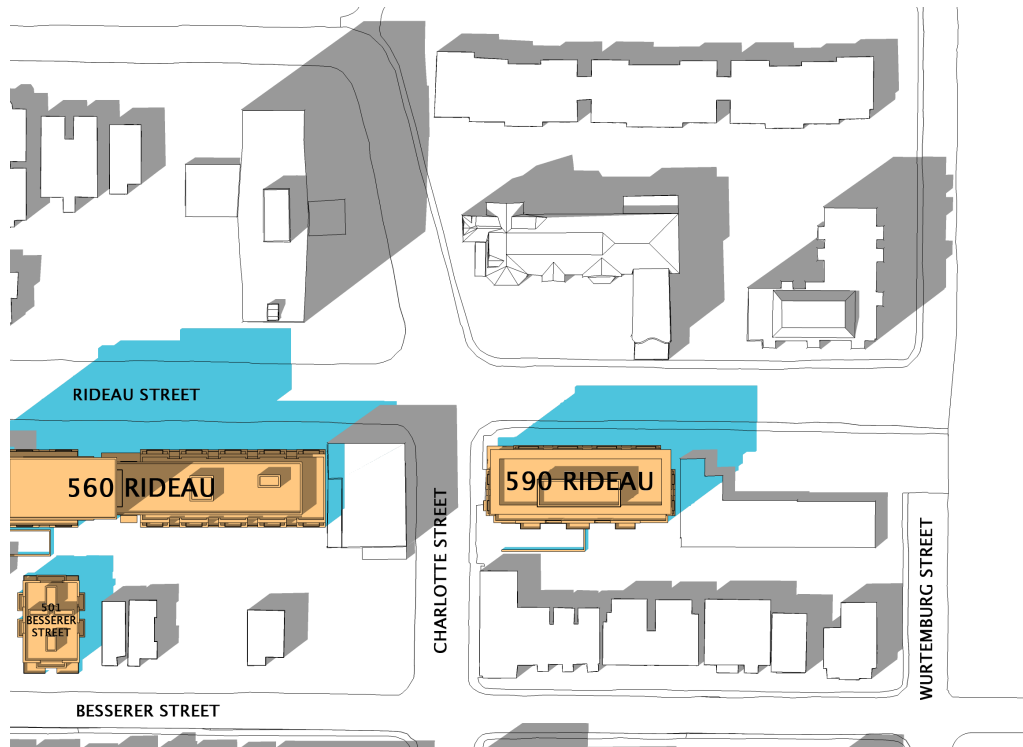 RIDEAU STREET
560 RIDEAU
590 RIDEAU
CHARLOTTE STREET
WURTEMBURG STREET
501
BESSERER
STREET
BESSERER STREET